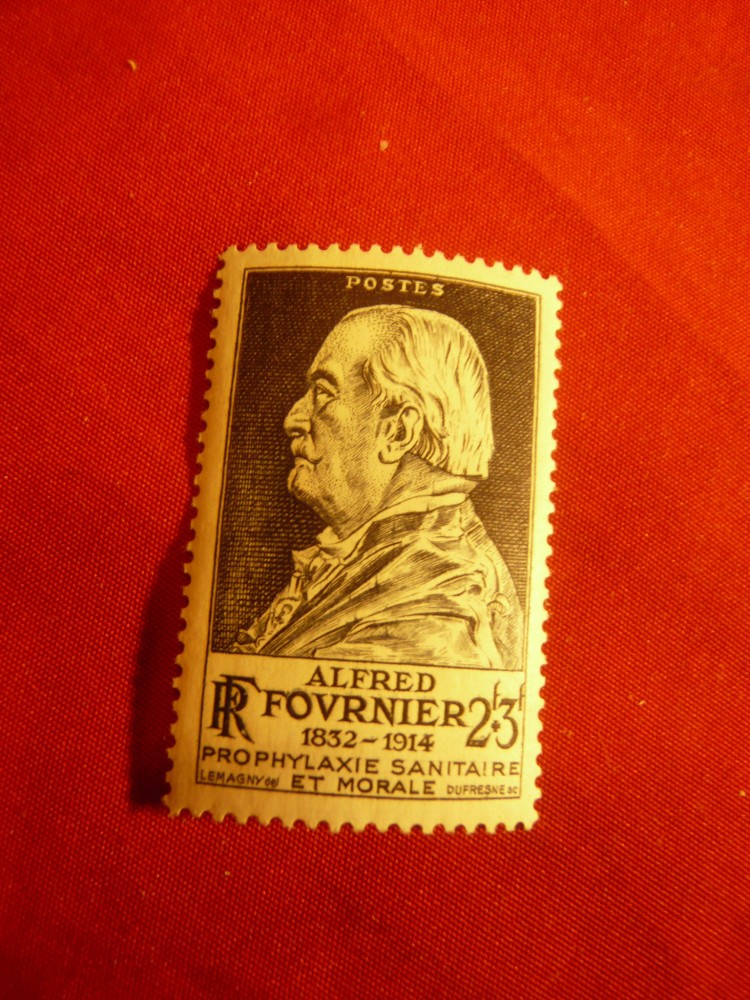 POSTES
ALFRED
RF FOVRNIER 2F+3F
1832-1914
PROPHYLAXIE SANITAIRE
LEMAGNY del ET MORALE DUFRESNE sc